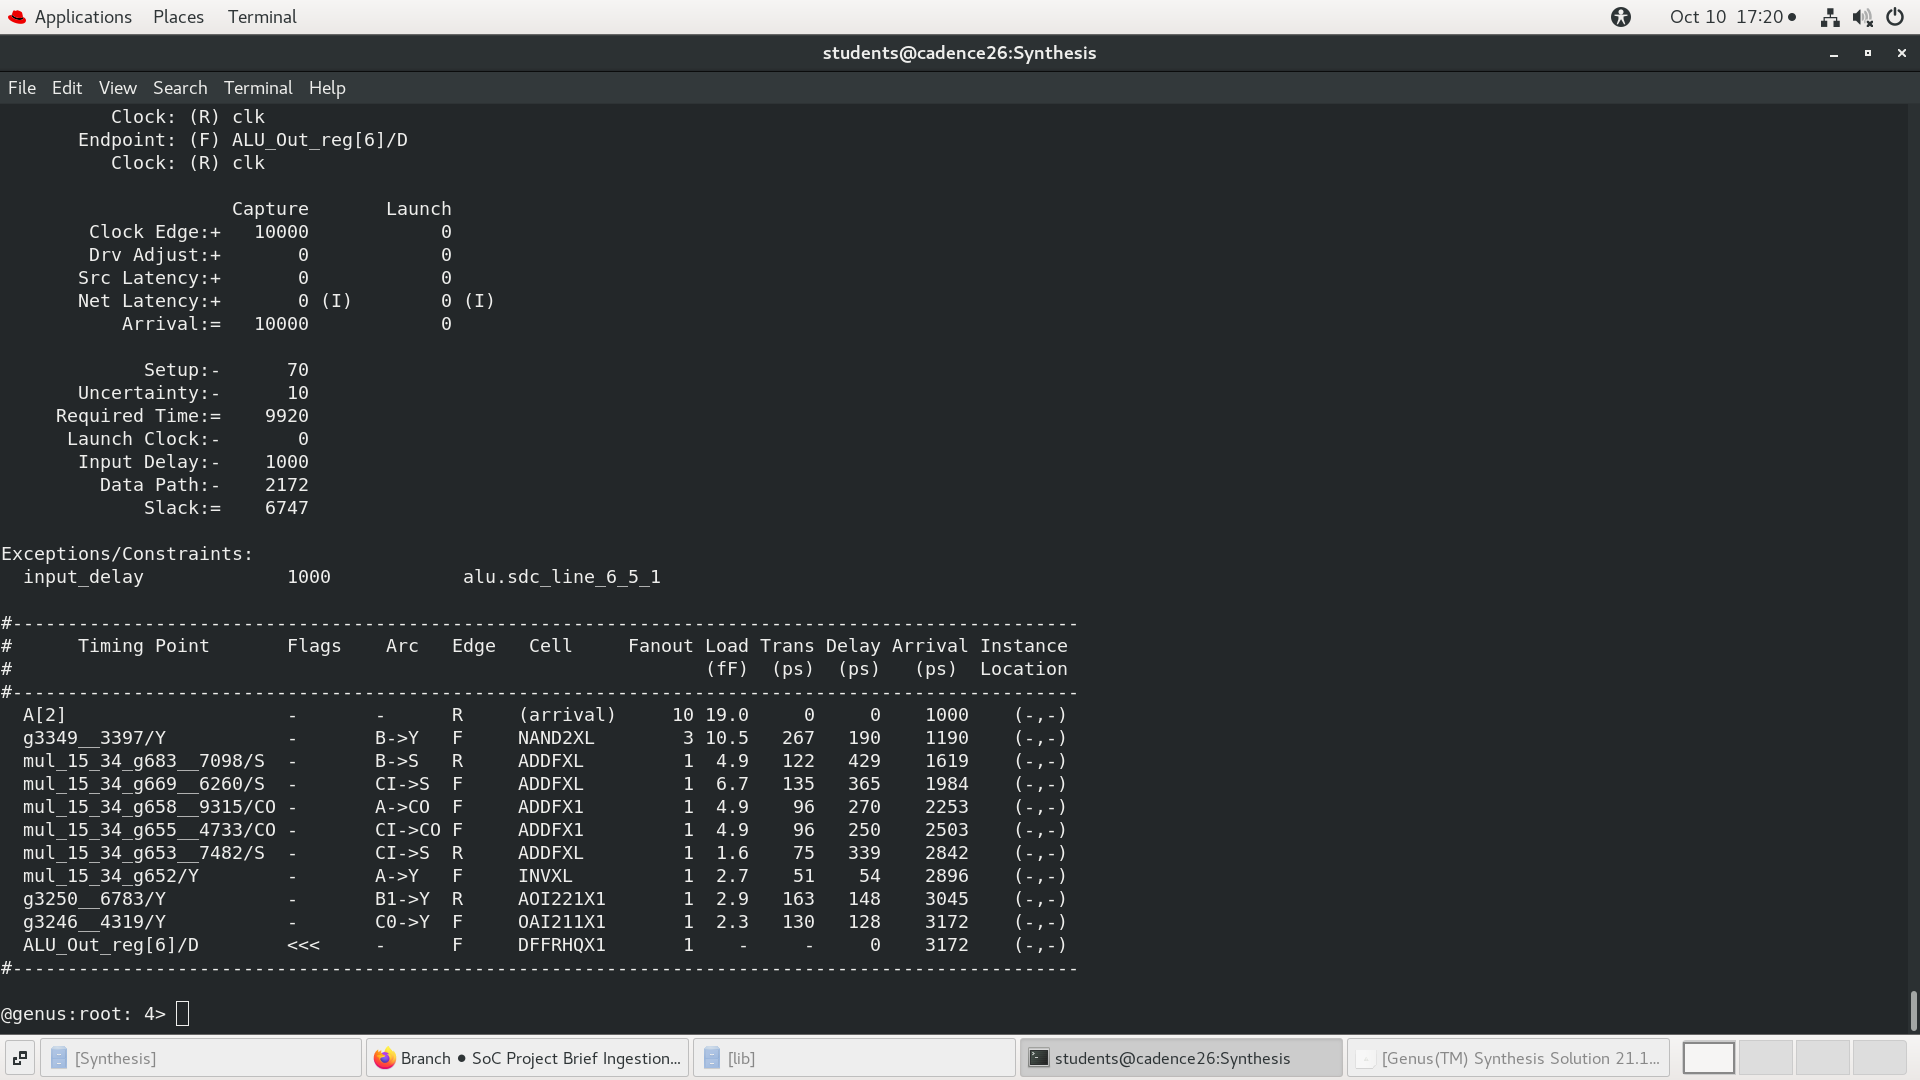 Applications Places Terminal Oct 10 17:20
students@cadence26:Synthesis
File Edit View Search Terminal Help
          Clock: (R) clk
       Endpoint: (F) ALU_Out_reg[6]/D
          Clock: (R) clk

                     Capture       Launch
        Clock Edge:+   10000            0
        Drv Adjust:+       0            0
       Src Latency:+       0            0
       Net Latency:+       0 (I)        0 (I)
           Arrival:=   10000            0

             Setup:-      70
       Uncertainty:-      10
     Required Time:=    9920
      Launch Clock:-       0
       Input Delay:-    1000
         Data Path:-    2172
             Slack:=    6747

Exceptions/Constraints:
  input_delay             1000            alu.sdc_line_6_5_1

#-------------------------------------------------------------------------------------------------
#      Timing Point       Flags    Arc   Edge   Cell     Fanout Load Trans Delay Arrival Instance
#                                                               (fF)  (ps)  (ps)   (ps)  Location
#-------------------------------------------------------------------------------------------------
  A[2]                    -       -      R     (arrival)     10 19.0     0     0    1000    (-,-)
  g3349__3397/Y           -       B->Y   F     NAND2XL        3 10.5   267   190    1190    (-,-)
  mul_15_34_g683__7098/S  -       B->S   R     ADDFXL         1  4.9   122   429    1619    (-,-)
  mul_15_34_g669__6260/S  -       CI->S  F     ADDFXL         1  6.7   135   365    1984    (-,-)
  mul_15_34_g658__9315/CO -       A->CO  F     ADDFX1         1  4.9    96   270    2253    (-,-)
  mul_15_34_g655__4733/CO -       CI->CO F     ADDFX1         1  4.9    96   250    2503    (-,-)
  mul_15_34_g653__7482/S  -       CI->S  R     ADDFXL         1  1.6    75   339    2842    (-,-)
  mul_15_34_g652/Y        -       A->Y   F     INVXL          1  2.7    51    54    2896    (-,-)
  g3250__6783/Y           -       B1->Y  R     AOI221X1       1  2.9   163   148    3045    (-,-)
  g3246__4319/Y           -       C0->Y  F     OAI211X1       1  2.3   130   128    3172    (-,-)
  ALU_Out_reg[6]/D        <<<     -      F     DFFRHQX1       1    -     -     0    3172    (-,-)
#-------------------------------------------------------------------------------------------------

@genus:root: 4>
[Synthesis] Branch • SoC Project Brief Ingestion... [lib] students@cadence26:Synthesis [Genus(TM) Synthesis Solution 21.1...